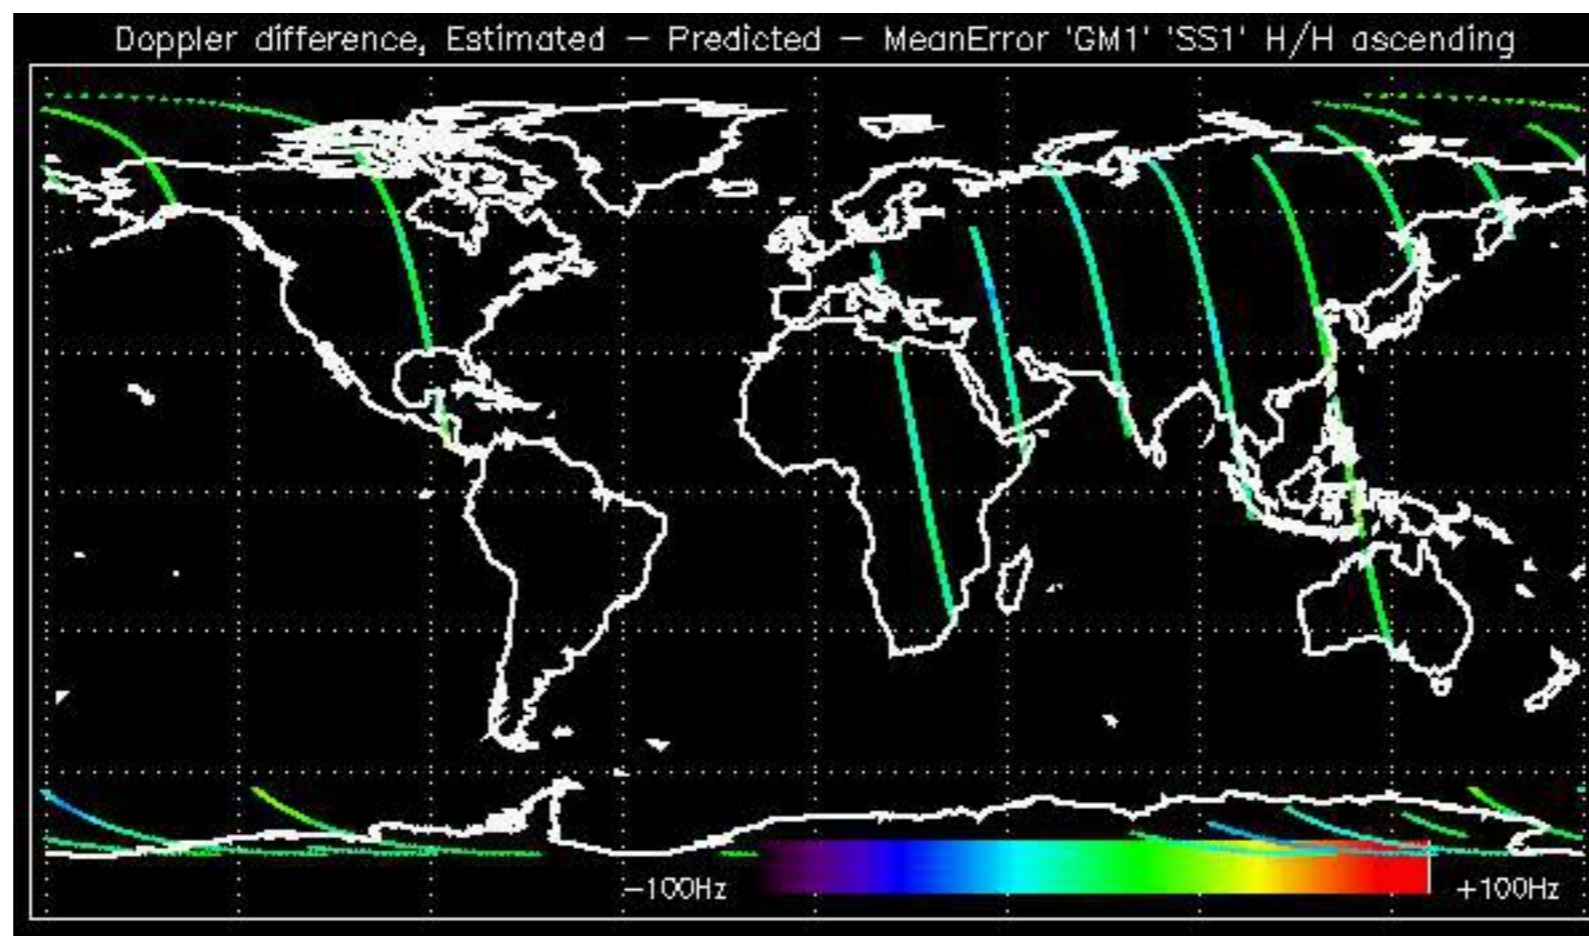 Doppler difference, Estimated – Predicted – MeanError 'GM1' 'SS1' H/H ascending
–100Hz +100Hz